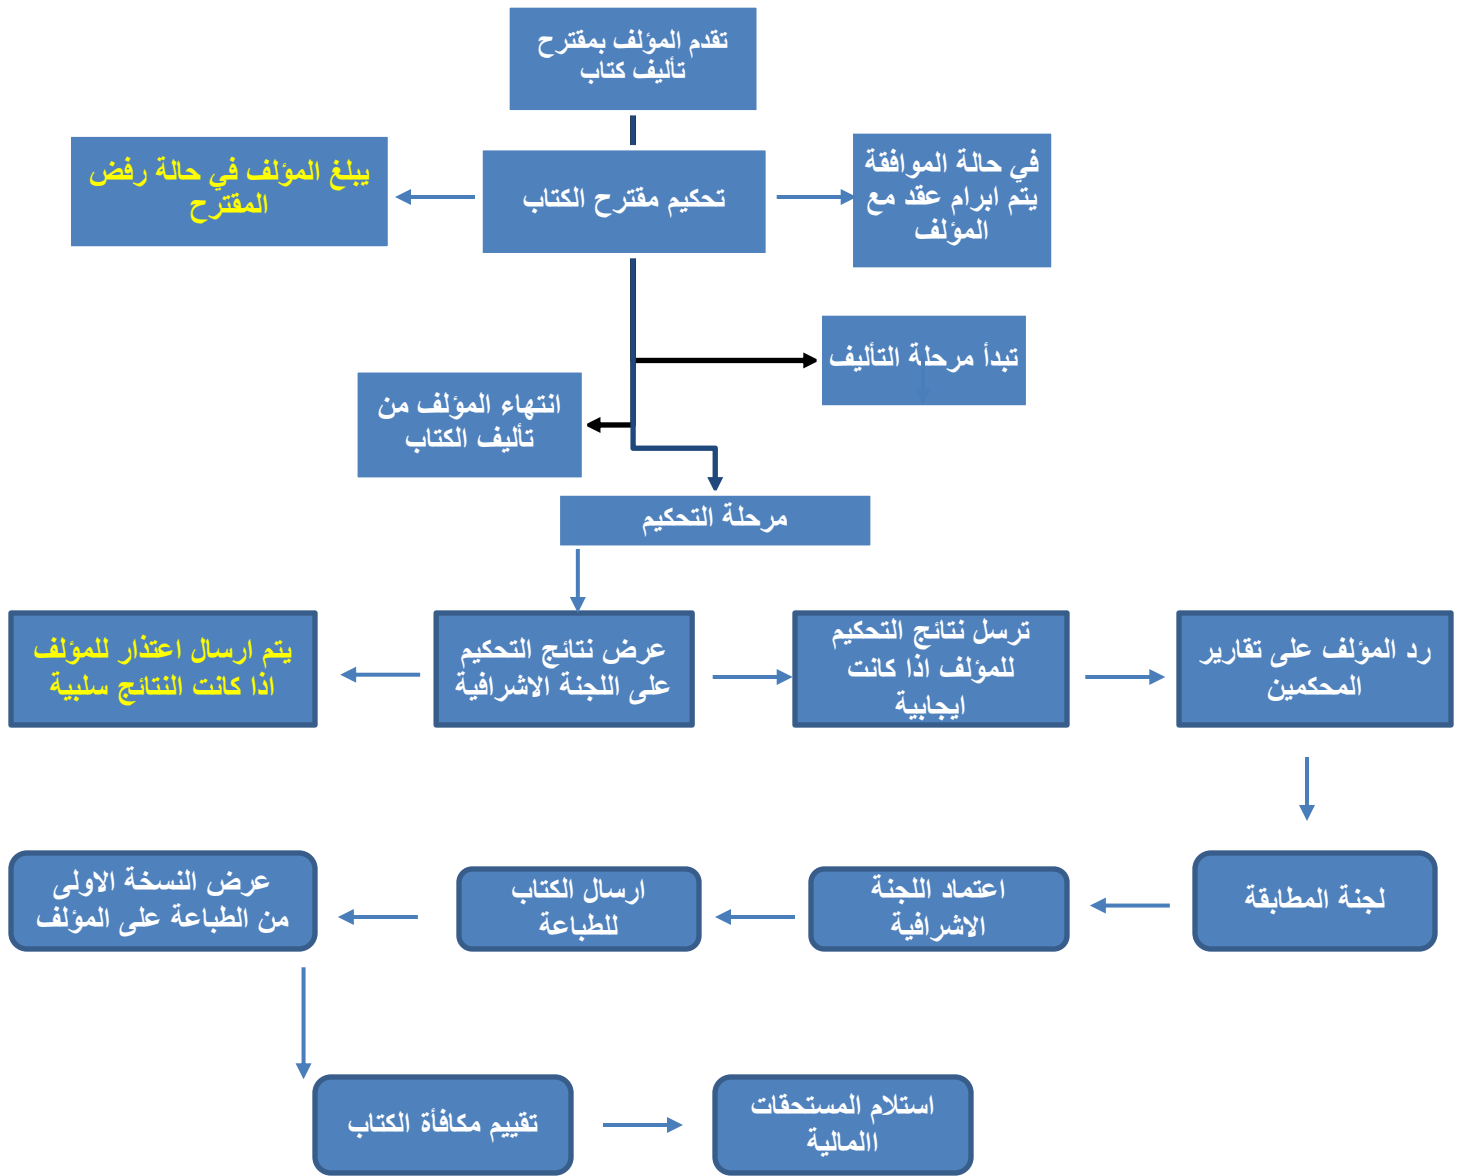 تقدم المؤلف بمقترح
تأليف كتاب
في حالة الموافقة
يتم ابرام عقد مع
المؤلف
تحكيم مقترح الكتاب
يبلغ المؤلف في حالة رفض
المقترح
تبدأ مرحلة التأليف
انتهاء المؤلف من
تأليف الكتاب
مرحلة التحكيم
عرض نتائج التحكيم
على اللجنة الاشرافية
يتم ارسال اعتذار للمؤلف
اذا كانت النتائج سلبية
ترسل نتائج التحكيم
للمؤلف اذا كانت
ايجابية
رد المؤلف على تقارير
المحكمين
لجنة المطابقة
اعتماد اللجنة
الاشرافية
ارسال الكتاب
للطباعة
عرض النسخة الاولى
من الطباعة على المؤلف
تقييم مكافأة الكتاب
استلام المستحقات
االمالية